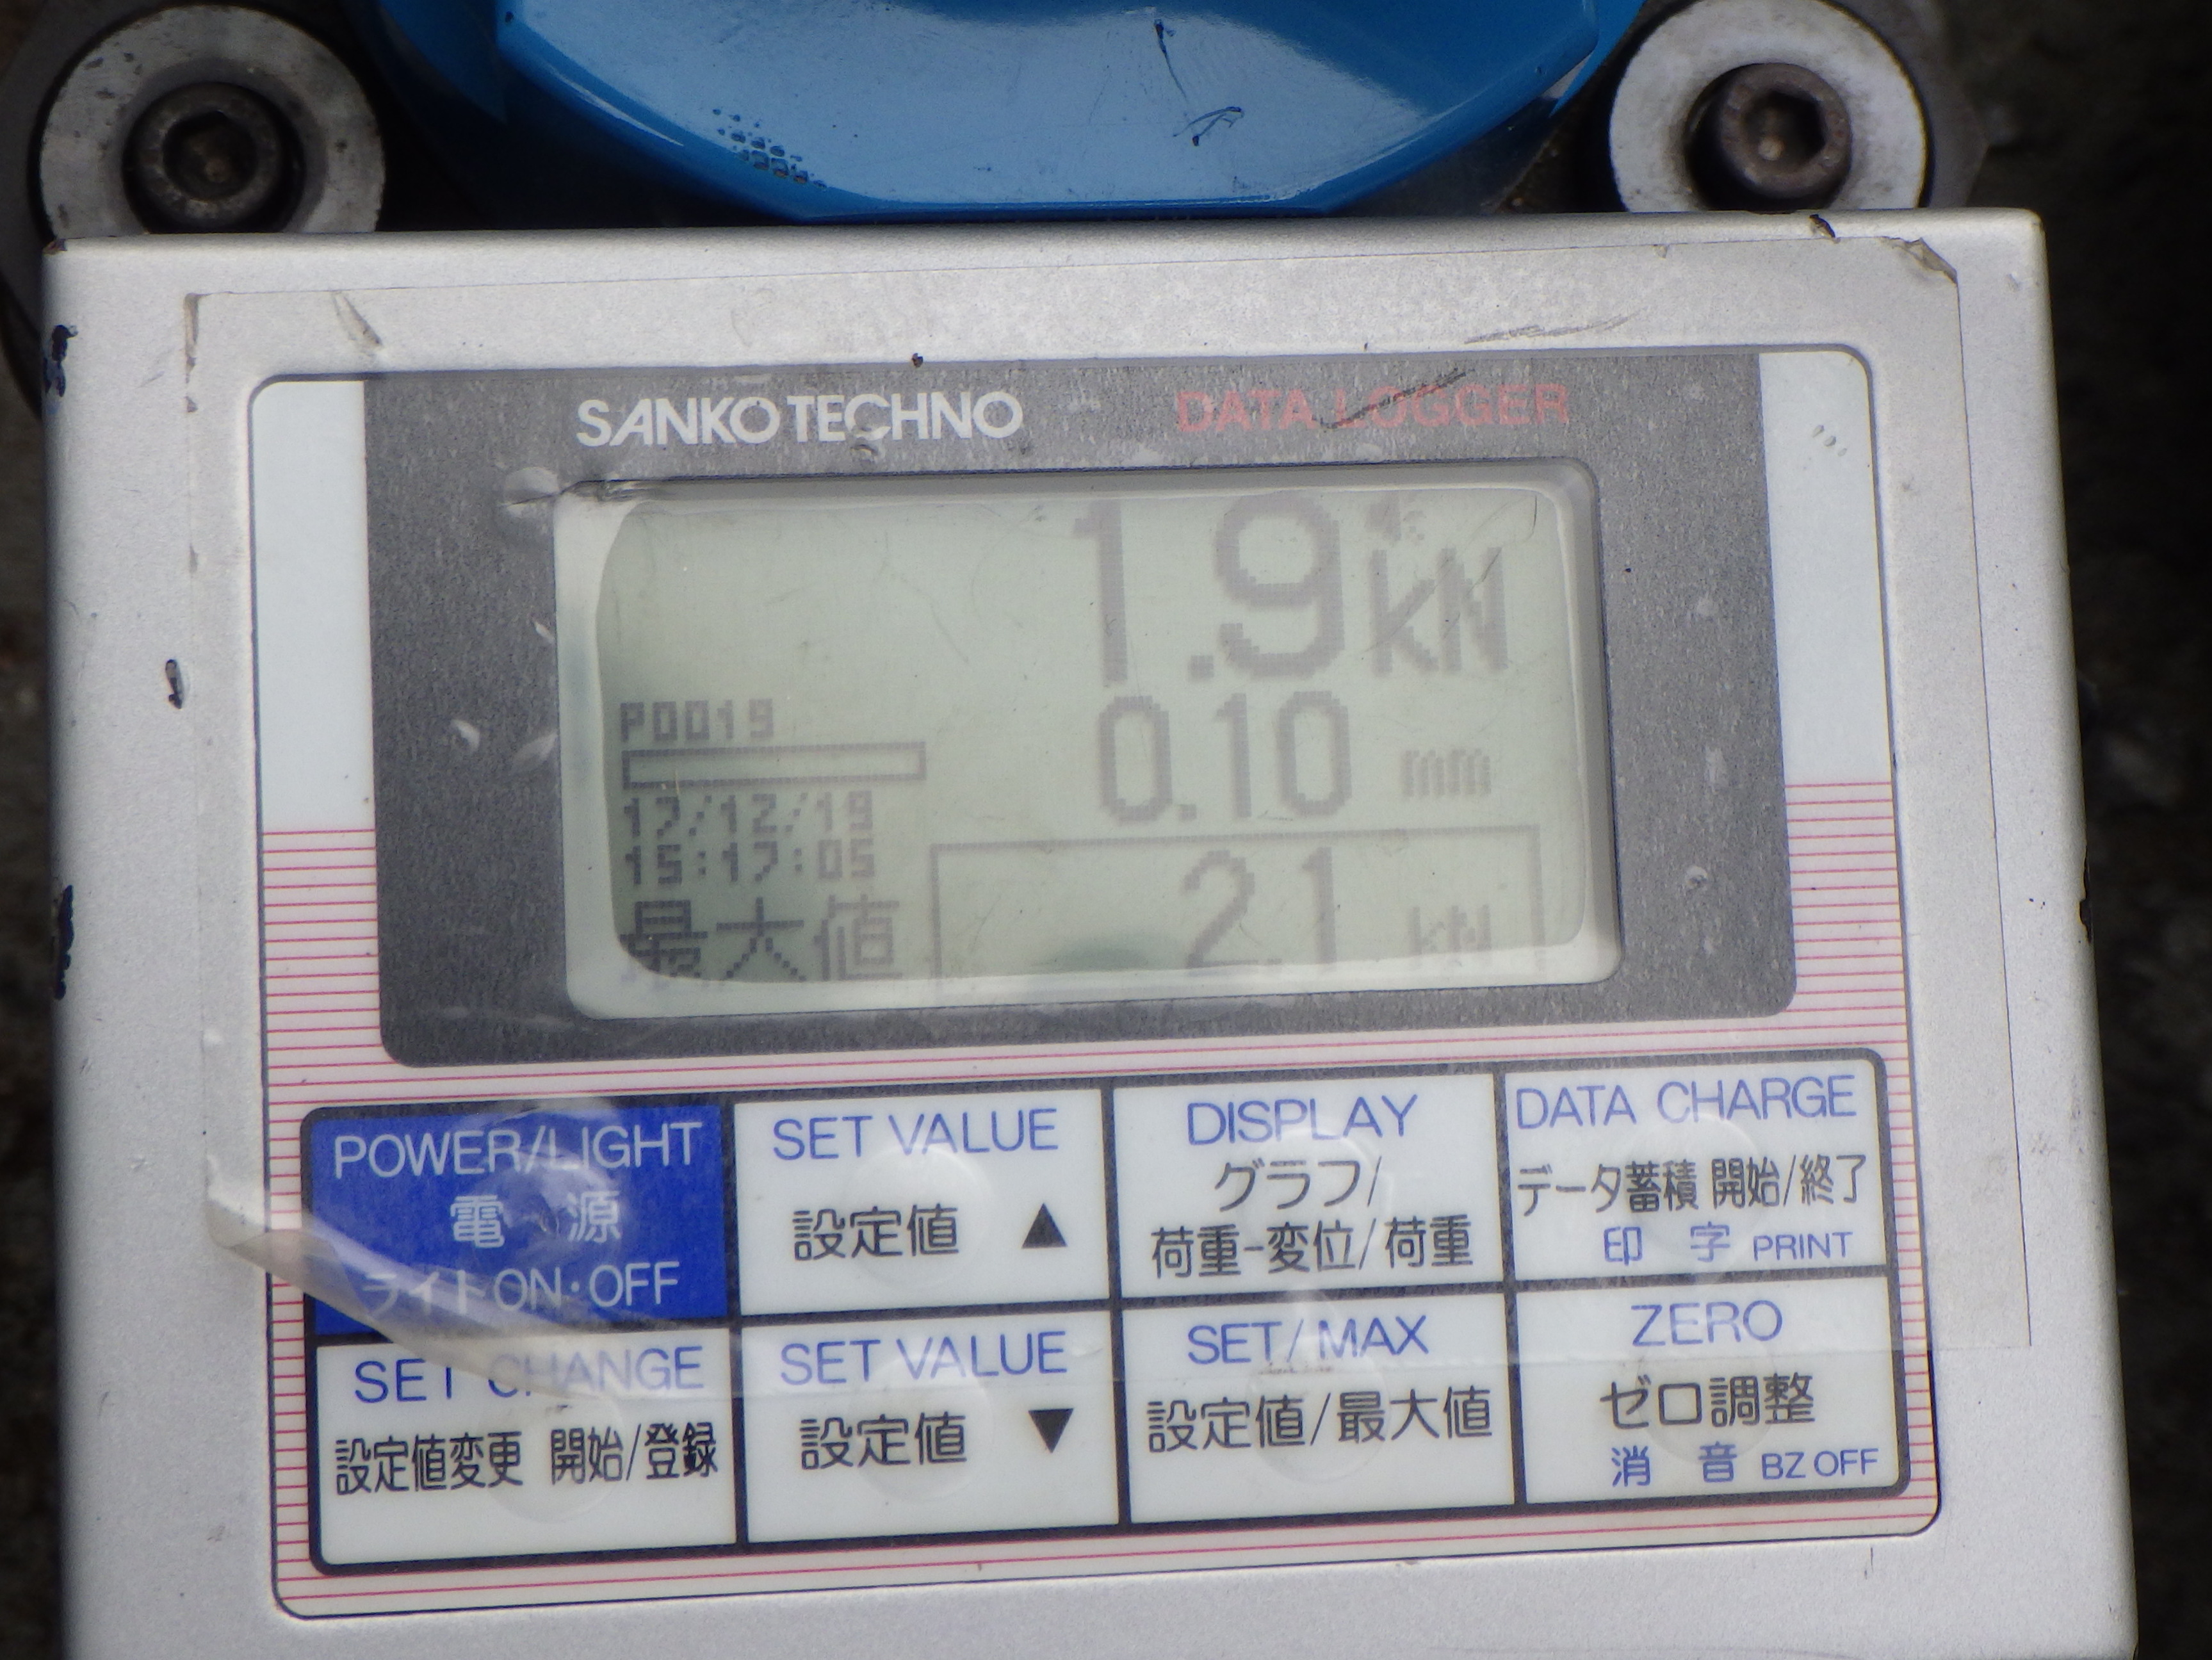 SANKO TECHNO DATA LOGGER
1.9 kN
P0019
0.10 mm
17/12/19
15:17:05
最大値 2.1 kN
POWER/LIGHT
電 源
ライトON・OFF
SET VALUE
設定値 ▲
DISPLAY
グラフ/
荷重-変位/荷重
DATA CHARGE
データ蓄積 開始/終了
印 字 PRINT
SET CHANGE
設定値変更 開始/登録
SET VALUE
設定値 ▼
SET/MAX
設定値/最大値
ZERO
ゼロ調整
消 音 BZ OFF